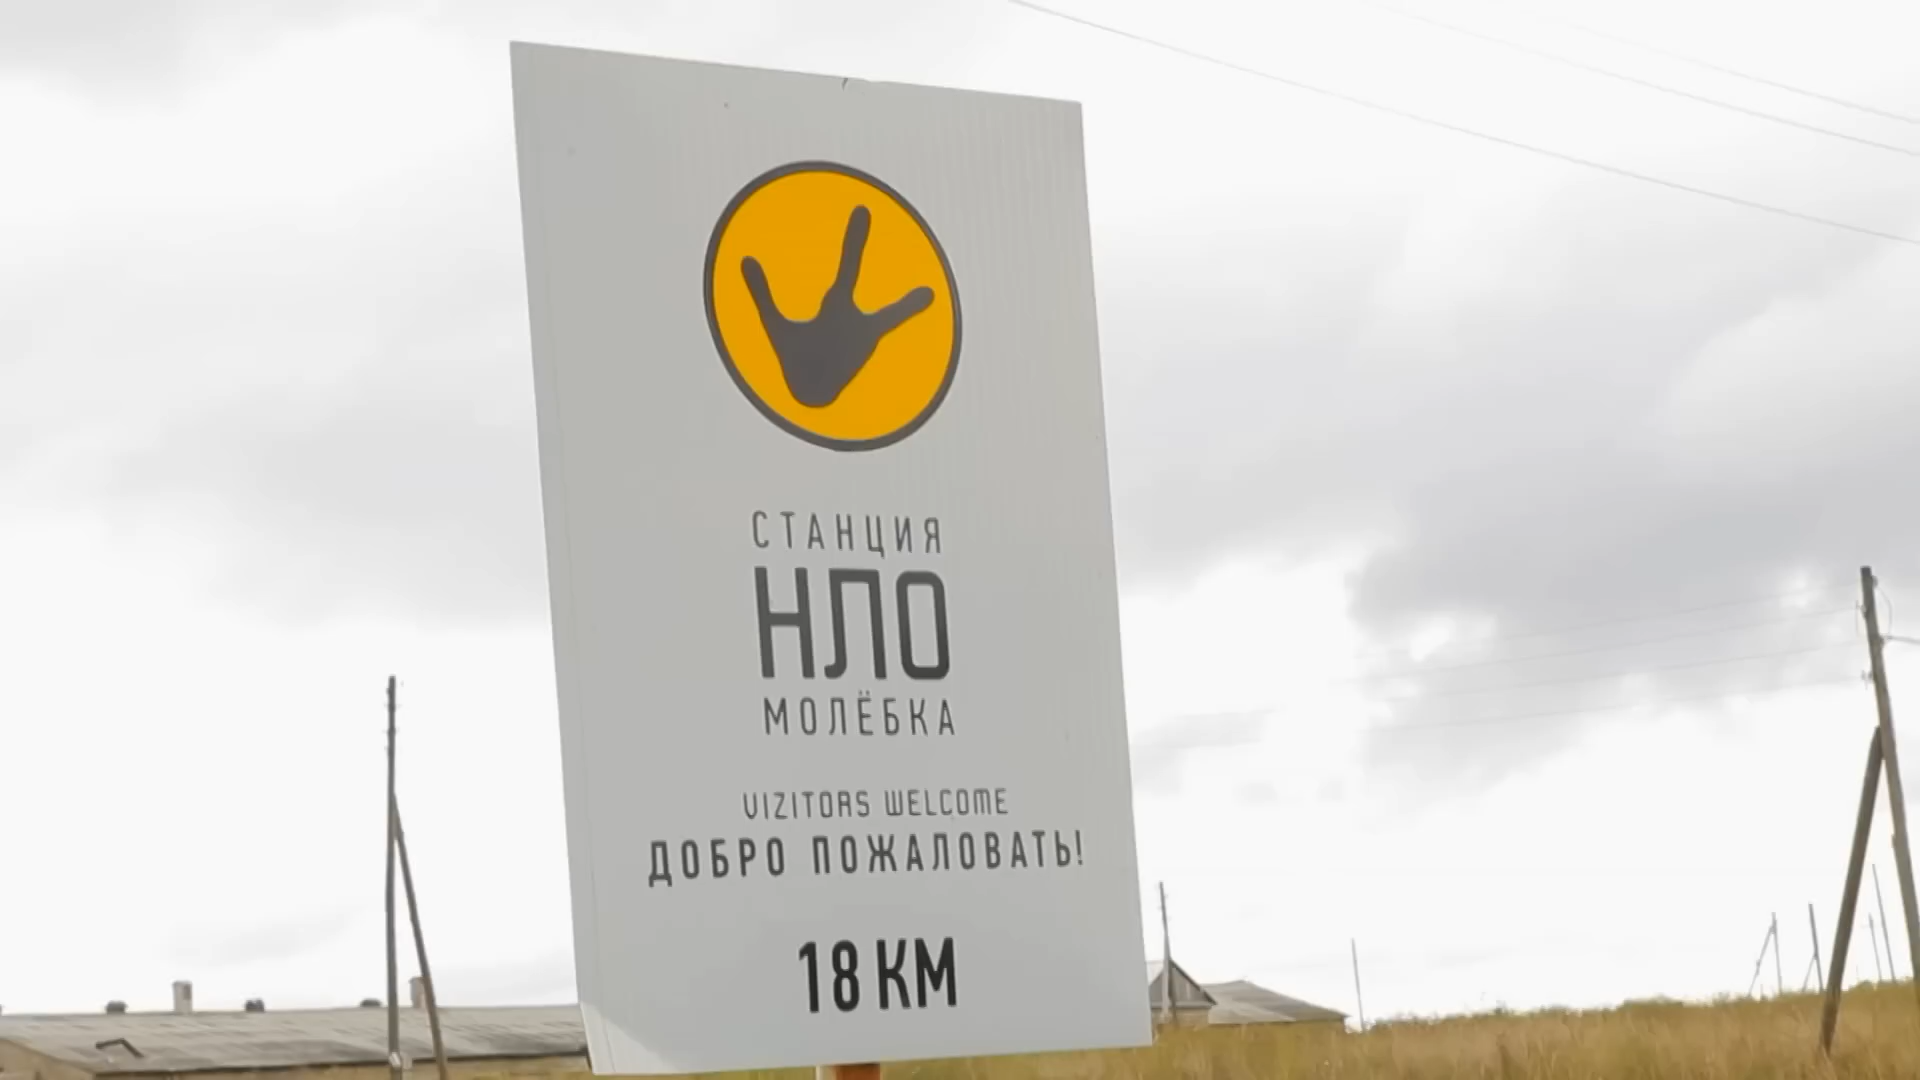 СТАНЦИЯ
НЛО
МОЛЁБКА
VIZITORS WELCOME
ДОБРО ПОЖАЛОВАТЬ!
18 КМ